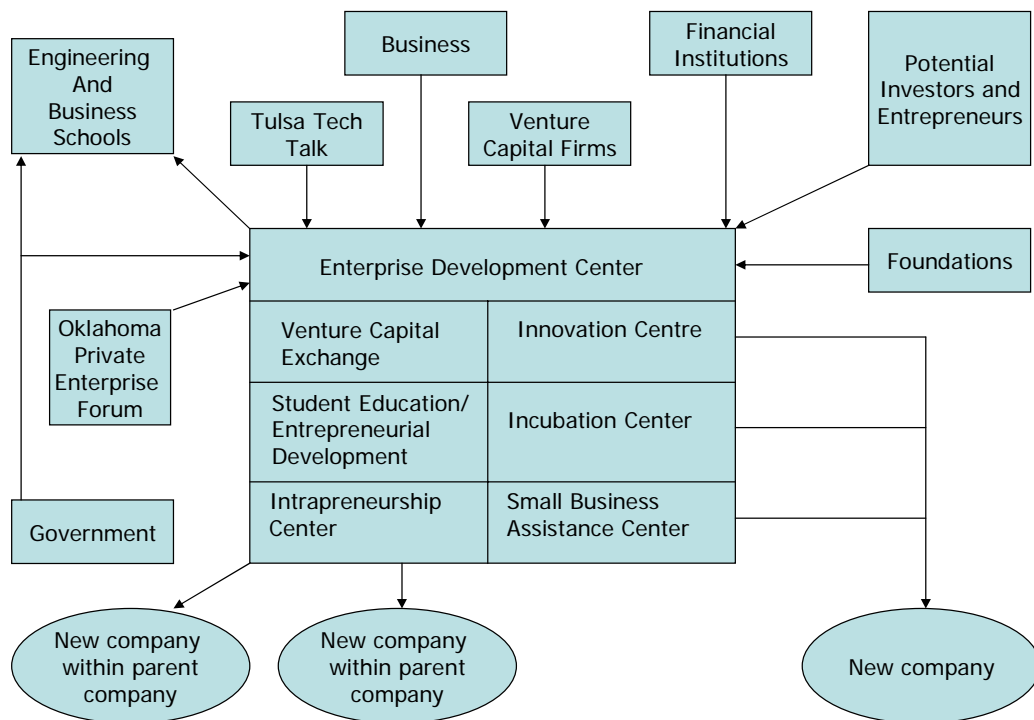 Engineering
And
Business
Schools
Business
Financial
Institutions
Potential
Investors and
Entrepreneurs
Tulsa Tech
Talk
Venture
Capital Firms
Enterprise Development Center
Foundations
Oklahoma
Private
Enterprise
Forum
Venture Capital
Exchange
Innovation Centre
Student Education/
Entrepreneurial
Development
Incubation Center
Intrapreneurship
Center
Small Business
Assistance Center
Government
New company
within parent
company
New company
within parent
company
New company